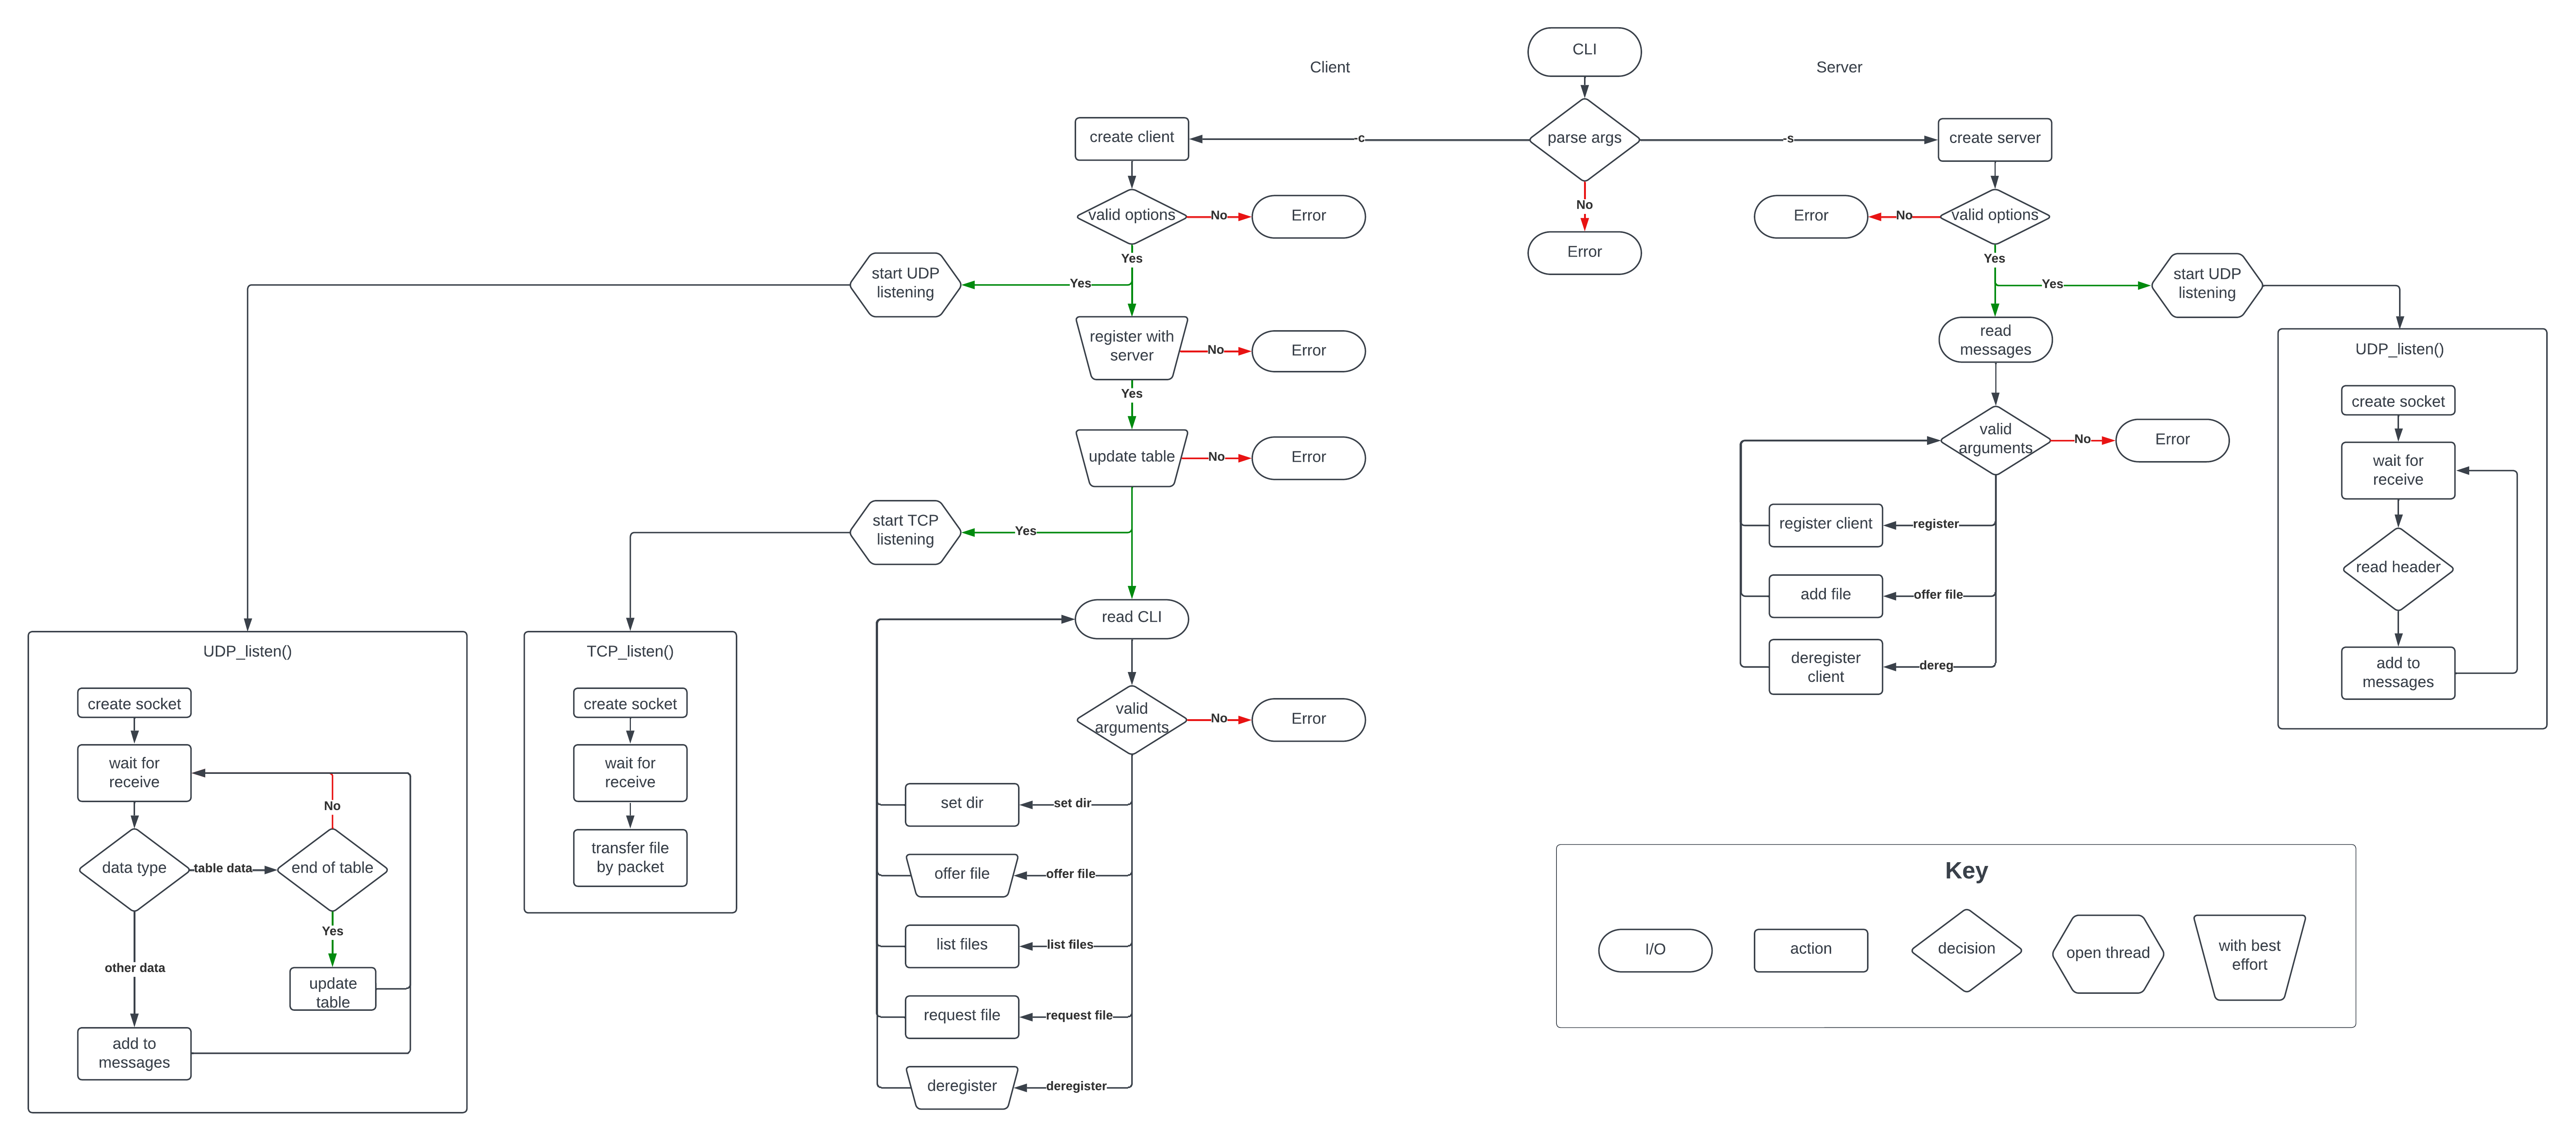 CLI
Client
Server
parse args
-c
-s
No
Error
create client
valid options
No
Error
Yes
Yes
start UDP
listening
register with
server
No
Error
Yes
update table
No
Error
Yes
start TCP
listening
read CLI
valid
arguments
No
Error
set dir
set dir
offer file
offer file
list files
list files
request file
request file
deregister
deregister
UDP_listen()
create socket
wait for
receive
data type
table data
end of table
No
Yes
update
table
other data
add to
messages
TCP_listen()
create socket
wait for
receive
transfer file
by packet
create server
valid options
No
Error
Yes
Yes
start UDP
listening
read
messages
valid
arguments
No
Error
register client
register
add file
offer file
deregister
client
dereg
UDP_listen()
create socket
wait for
receive
read header
add to
messages
Key
I/O
action
decision
open thread
with best
effort